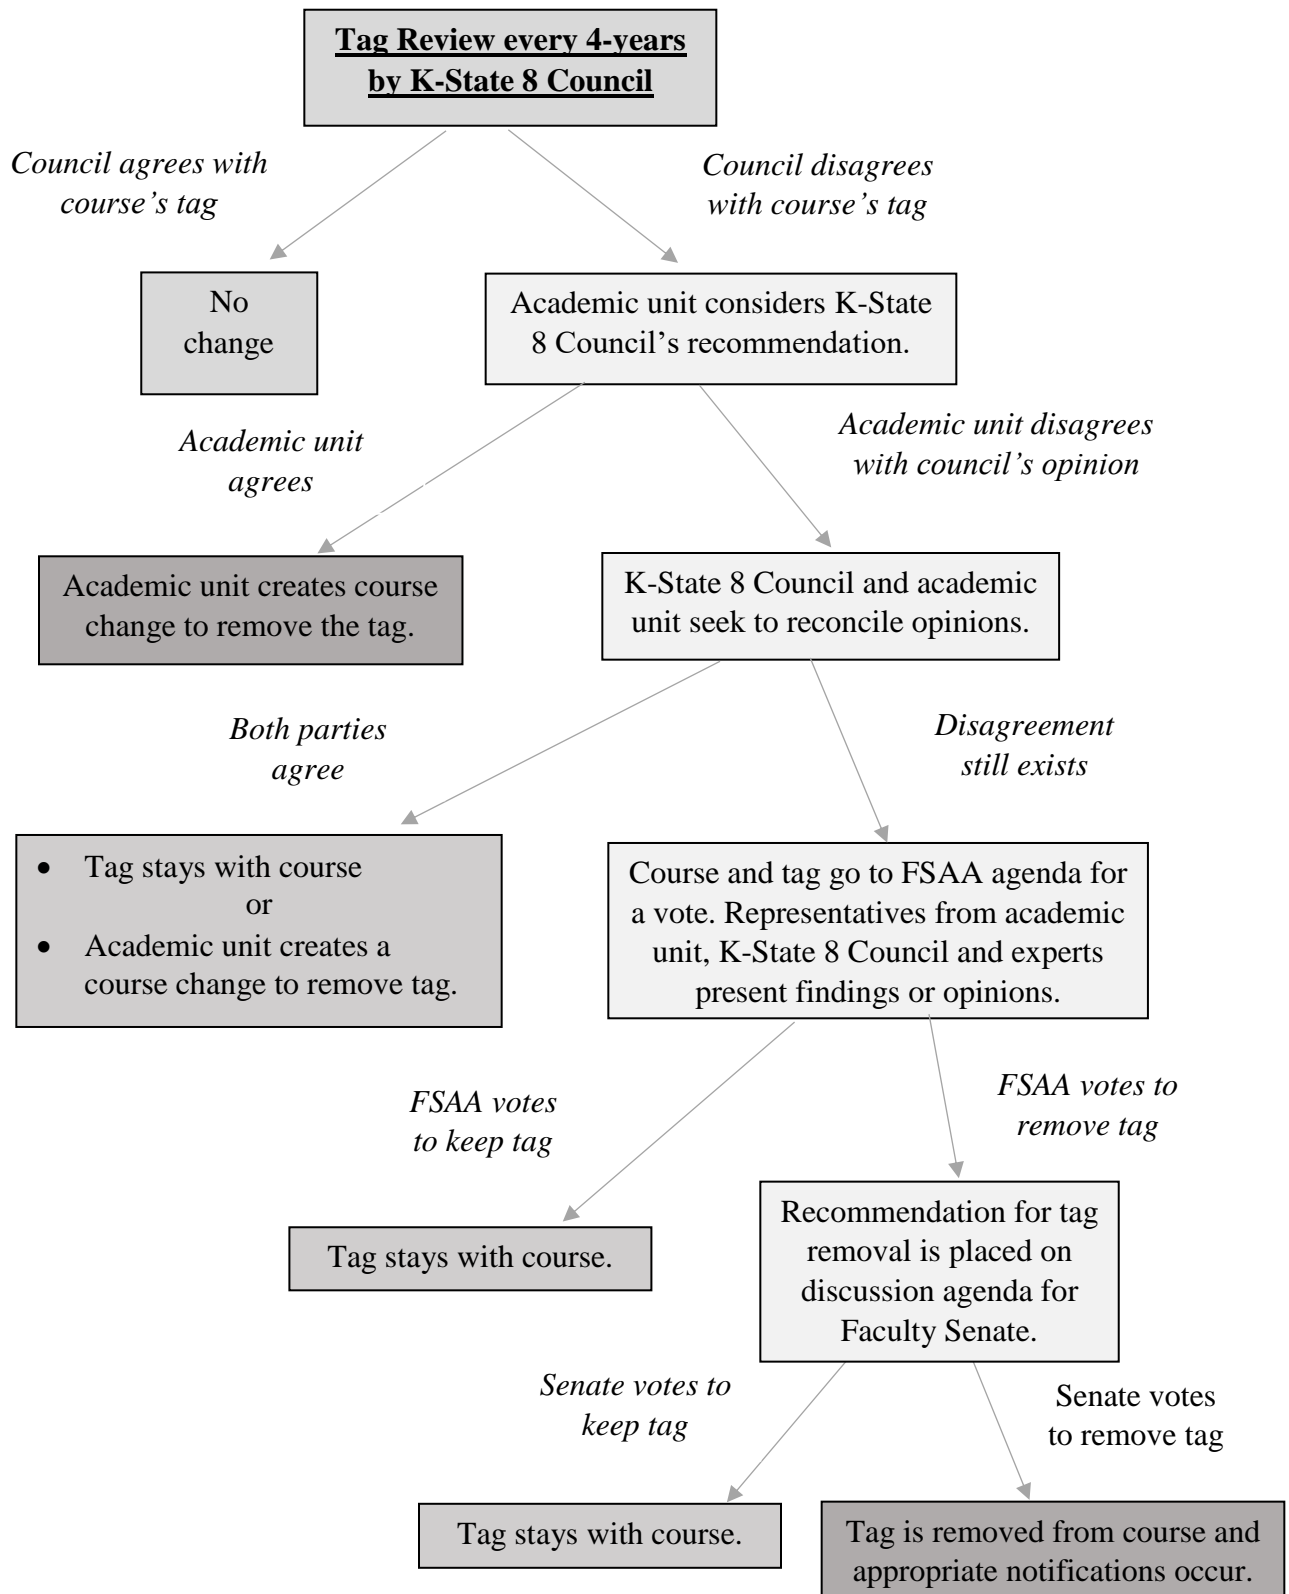 Tag Review every 4-years
by K-State 8 Council
Council agrees with
course’s tag
Council disagrees
with course’s tag
No
change
Academic unit considers K-State
8 Council’s recommendation.
Academic unit
agrees
Academic unit disagrees
with council’s opinion
Academic unit creates course
change to remove the tag.
K-State 8 Council and academic
unit seek to reconcile opinions.
Both parties
agree
Disagreement
still exists
• Tag stays with course
or
• Academic unit creates a
course change to remove tag.
Course and tag go to FSAA agenda for
a vote. Representatives from academic
unit, K-State 8 Council and experts
present findings or opinions.
FSAA votes
to keep tag
FSAA votes to
remove tag
Tag stays with course.
Recommendation for tag
removal is placed on
discussion agenda for
Faculty Senate.
Senate votes to
keep tag
Senate votes
to remove tag
Tag stays with course.
Tag is removed from course and
appropriate notifications occur.